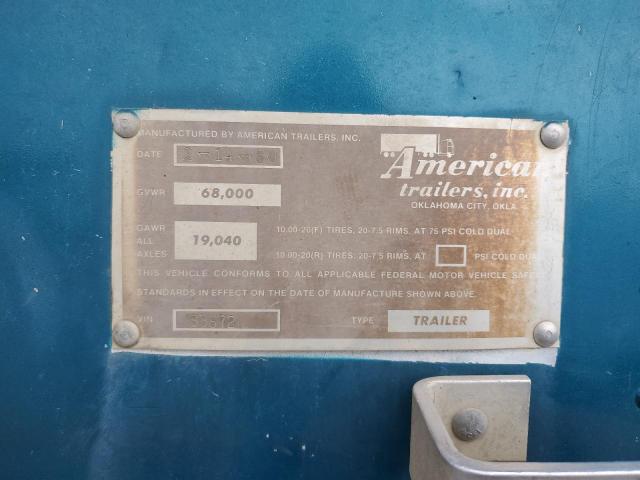 MANUFACTURED BY AMERICAN TRAILERS, INC.
DATE
"American
trailers, inc.
OKLAHOMA CITY, OKLA.
GVWR 68,000
GAWR ALL AXLES 19,040
10.00-20(F) TIRES, 20-7.5 RIMS, AT 75 PSI COLD DUAL
10.00-20(R) TIRES, 20-7.5 RIMS, AT PSI COLD DUAL
THIS VEHICLE CONFORMS TO ALL APPLICABLE FEDERAL MOTOR VEHICLE SAFETY
STANDARDS IN EFFECT ON THE DATE OF MANUFACTURE SHOWN ABOVE.
VIN TYPE TRAILER